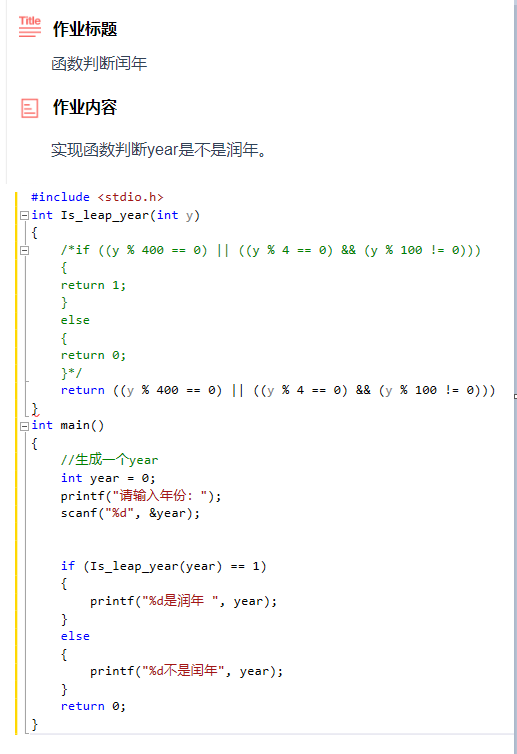 Title 作业标题
函数判断闰年
作业内容
实现函数判断year是不是润年。
#include <stdio.h>
int Is_leap_year(int y)
{
    /*if ((y % 400 == 0) || ((y % 4 == 0) && (y % 100 != 0)))
    {
    return 1;
    }
    else
    {
    return 0;
    }*/
    return ((y % 400 == 0) || ((y % 4 == 0) && (y % 100 != 0)))
}
int main()
{
    //生成一个year
    int year = 0;
    printf("请输入年份: ");
    scanf("%d", &year);
    if (Is_leap_year(year) == 1)
    {
        printf("%d是润年 ", year);
    }
    else
    {
        printf("%d不是闰年", year);
    }
    return 0;
}